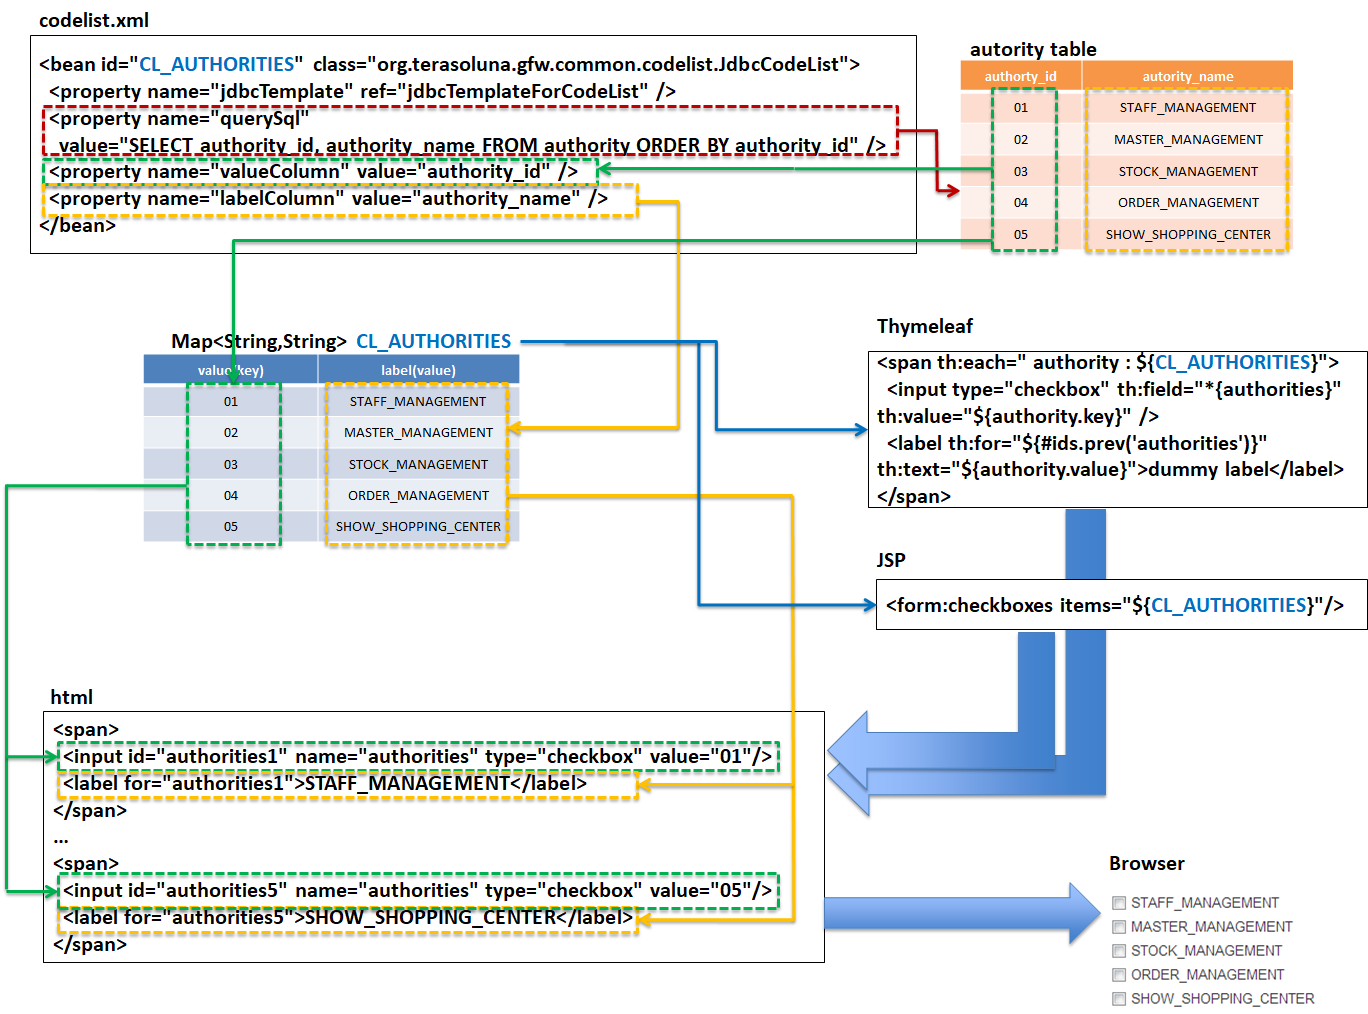 codelist.xml
<bean id="CL_AUTHORITIES" class="org.terasoluna.gfw.common.codelist.JdbcCodeList">
<property name="jdbcTemplate" ref="jdbcTemplateForCodeList" />
<property name="querySql"
value="SELECT authority_id, authority_name FROM authority ORDER BY authority_id" />
<property name="valueColumn" value="authority_id" />
<property name="labelColumn" value="authority_name" />
</bean>
autority table
authorty_id autority_name
01 STAFF_MANAGEMENT
02 MASTER_MANAGEMENT
03 STOCK_MANAGEMENT
04 ORDER_MANAGEMENT
05 SHOW_SHOPPING_CENTER
Map<String,String> CL_AUTHORITIES
value(key) label(value)
01 STAFF_MANAGEMENT
02 MASTER_MANAGEMENT
03 STOCK_MANAGEMENT
04 ORDER_MANAGEMENT
05 SHOW_SHOPPING_CENTER
Thymeleaf
<span th:each=" authority : ${CL_AUTHORITIES}">
<input type="checkbox" th:field="*{authorities}"
th:value="${authority.key}" />
<label th:for="${#ids.prev('authorities')}"
th:text="${authority.value}">dummy label</label>
</span>
JSP
<form:checkboxes items="${CL_AUTHORITIES}"/>
html
<span>
<input id="authorities1" name="authorities" type="checkbox" value="01"/>
<label for="authorities1">STAFF_MANAGEMENT</label>
</span>
...
<span>
<input id="authorities5" name="authorities" type="checkbox" value="05"/>
<label for="authorities5">SHOW_SHOPPING_CENTER</label>
</span>
Browser
STAFF_MANAGEMENT
MASTER_MANAGEMENT
STOCK_MANAGEMENT
ORDER_MANAGEMENT
SHOW_SHOPPING_CENTER